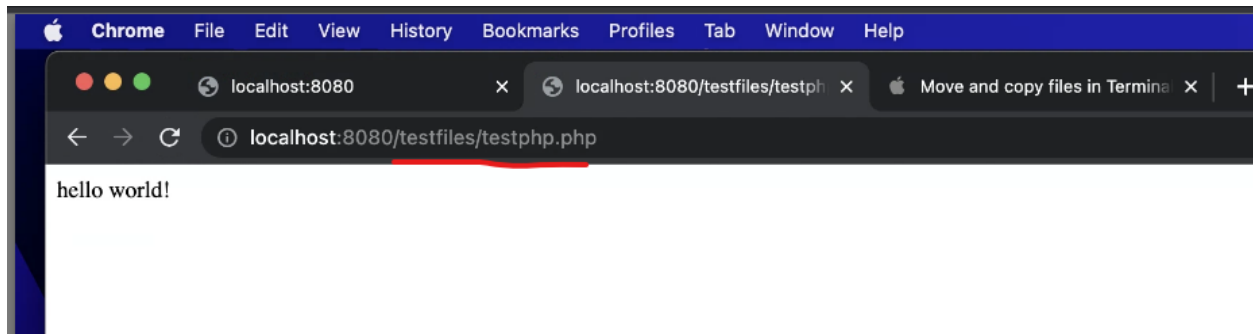 Chrome File Edit View History Bookmarks Profiles Tab Window Help
localhost:8080 localhost:8080/testfiles/testph Move and copy files in Termina
localhost:8080/testfiles/testphp.php
hello world!